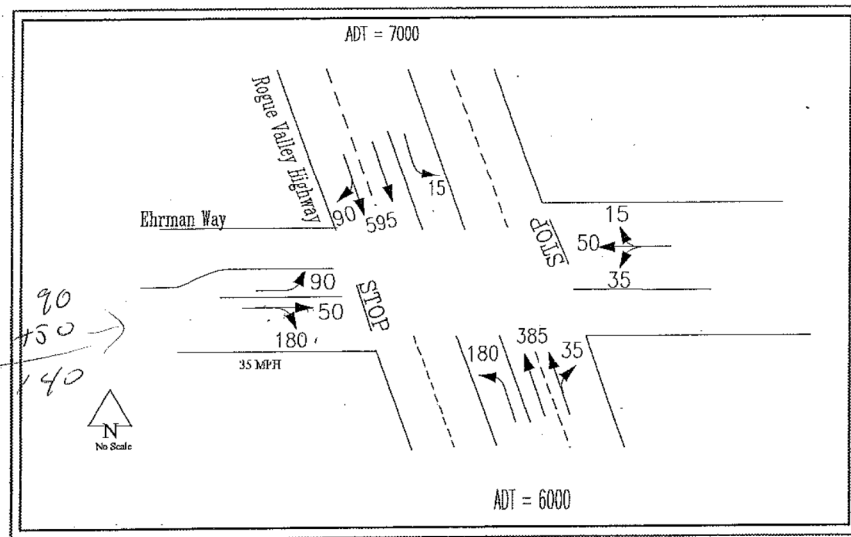 ADT = 7000
Rogue Valley Highway
15
90
595
Ehrman Way
15
STOP
50
35
90
50
STOP
180
90
+50
140
35 MPH
180
385
35
N
No Scale
ADT = 6000